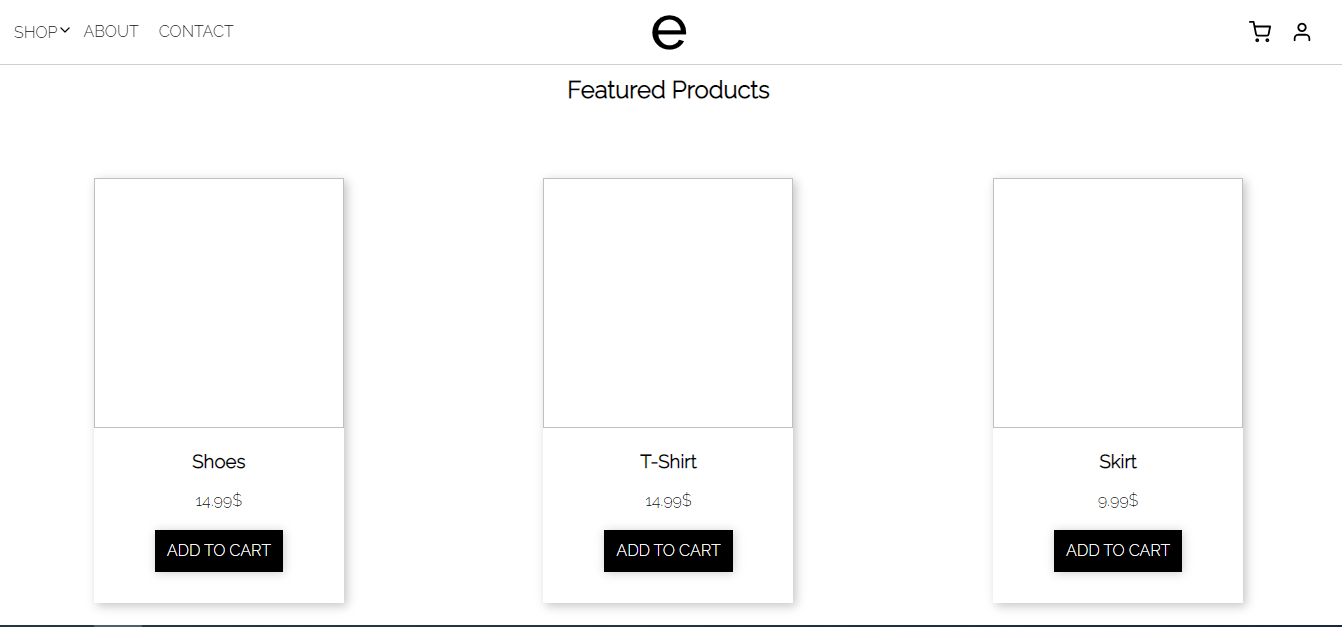 SHOP ABOUT CONTACT e
Featured Products
Shoes
14.99$
ADD TO CART
T-Shirt
14.99$
ADD TO CART
Skirt
9.99$
ADD TO CART